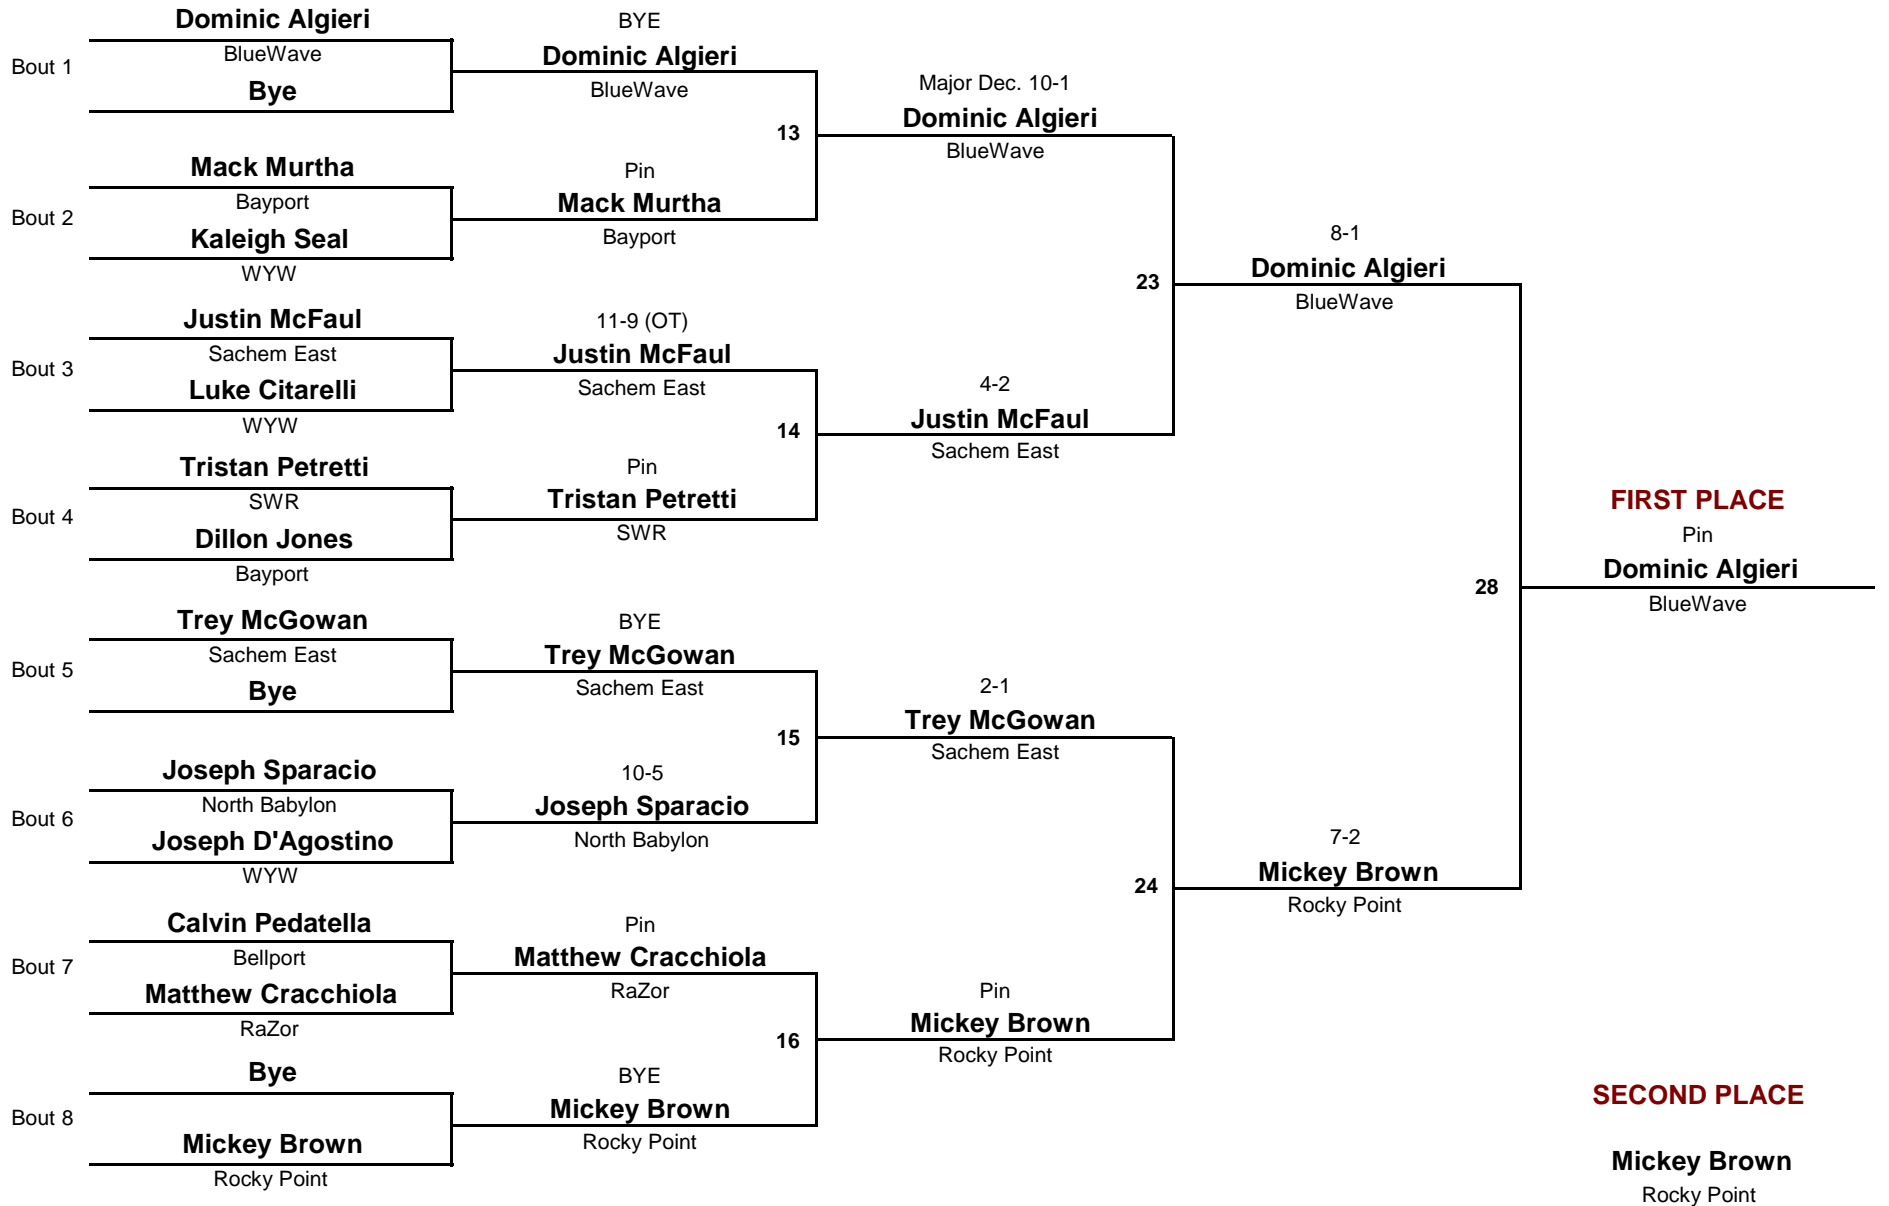 Dominic Algieri
Bout 1
BlueWave
Bye
Mack Murtha
Bout 2
Bayport
Kaleigh Seal
WYW
Justin McFaul
Bout 3
Sachem East
Luke Citarelli
WYW
Tristan Petretti
Bout 4
SWR
Dillon Jones
Bayport
Trey McGowan
Bout 5
Sachem East
Bye
Joseph Sparacio
Bout 6
North Babylon
Joseph D'Agostino
WYW
Calvin Pedatella
Bout 7
Bellport
Matthew Cracchiola
RaZor
Bye
Bout 8
Mickey Brown
Rocky Point
BYE
Dominic Algieri
BlueWave
13
Pin
Mack Murtha
Bayport
11-9 (OT)
Justin McFaul
Sachem East
14
Pin
Tristan Petretti
SWR
BYE
Trey McGowan
Sachem East
15
10-5
Joseph Sparacio
North Babylon
Pin
Matthew Cracchiola
RaZor
16
BYE
Mickey Brown
Rocky Point
Major Dec. 10-1
Dominic Algieri
BlueWave
23
4-2
Justin McFaul
Sachem East
2-1
Trey McGowan
Sachem East
24
Pin
Mickey Brown
Rocky Point
8-1
Dominic Algieri
BlueWave
28
7-2
Mickey Brown
Rocky Point
FIRST PLACE
Pin
Dominic Algieri
BlueWave
SECOND PLACE
Mickey Brown
Rocky Point